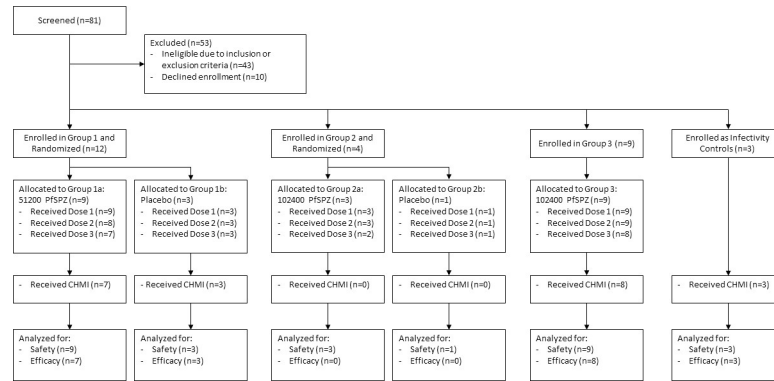 Screened (n=81)
Excluded (n=53)
- Ineligible due to inclusion or
exclusion criteria (n=43)
- Declined enrollment (n=10)
Enrolled in Group 1 and
Randomized (n=12)
Enrolled in Group 2 and
Randomized (n=4)
Enrolled in Group 3 (n=9)
Enrolled as Infectivity
Controls (n=3)
Allocated to Group 1a:
51200 PfSPZ (n=9)
- Received Dose 1 (n=9)
- Received Dose 2 (n=8)
- Received Dose 3 (n=7)
Allocated to Group 1b:
Placebo (n=3)
- Received Dose 1 (n=3)
- Received Dose 2 (n=3)
- Received Dose 3 (n=3)
Allocated to Group 2a:
102400 PfSPZ (n=3)
- Received Dose 1 (n=3)
- Received Dose 2 (n=3)
- Received Dose 3 (n=2)
Allocated to Group 2b:
Placebo (n=1)
- Received Dose 1 (n=1)
- Received Dose 2 (n=1)
- Received Dose 3 (n=1)
Allocated to Group 3:
102400 PfSPZ (n=9)
- Received Dose 1 (n=9)
- Received Dose 2 (n=9)
- Received Dose 3 (n=8)
- Received CHMI (n=7)
- Received CHMI (n=3)
- Received CHMI (n=0)
- Received CHMI (n=0)
- Received CHMI (n=8)
- Received CHMI (n=3)
Analyzed for:
- Safety (n=9)
- Efficacy (n=7)
Analyzed for:
- Safety (n=3)
- Efficacy (n=3)
Analyzed for:
- Safety (n=3)
- Efficacy (n=0)
Analyzed for:
- Safety (n=1)
- Efficacy (n=0)
Analyzed for:
- Safety (n=9)
- Efficacy (n=8)
Analyzed for:
- Safety (n=3)
- Efficacy (n=3)